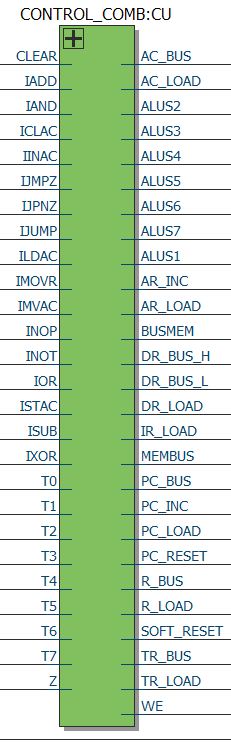 CONTROL_COMB:CU
CLEAR AC_BUS
IADD AC_LOAD
IAND ALUS2
ICLAC ALUS3
IINAC ALUS4
IJMPZ ALUS5
IJPNZ ALUS6
IJUMP ALUS7
ILDAC ALUS1
IMOVR AR_INC
IMVAC AR_LOAD
INOP BUSMEM
INOT DR_BUS_H
IOR DR_BUS_L
ISTAC DR_LOAD
ISUB IR_LOAD
IXOR MEMBUS
T0 PC_BUS
T1 PC_INC
T2 PC_LOAD
T3 PC_RESET
T4 R_BUS
T5 R_LOAD
T6 SOFT_RESET
T7 TR_BUS
Z TR_LOAD
WE